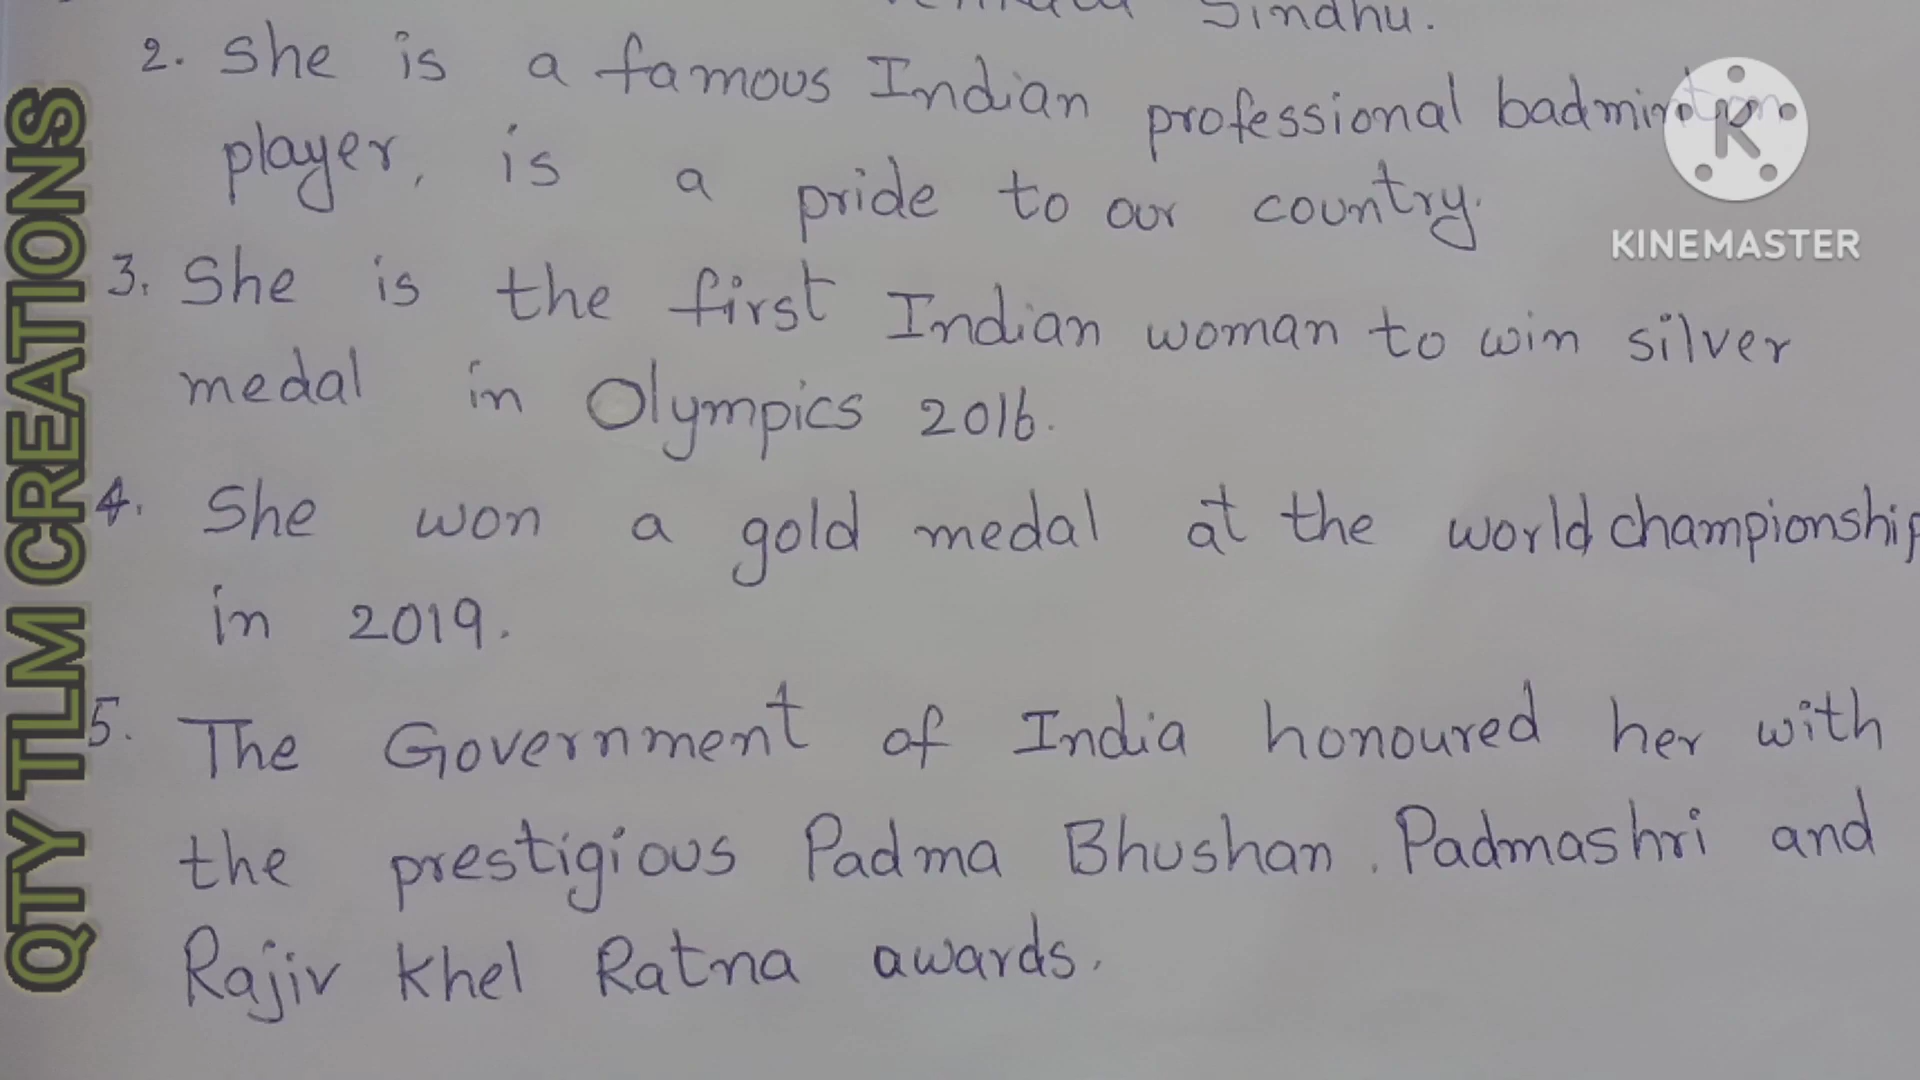 Sindhu.
2. She is a famous Indian professional badminton
player, is a pride to our country.
3. She is the first Indian woman to win silver
medal in Olympics 2016.
4. She won a gold medal at the world championship
in 2019.
5. The Government of India honoured her with
the prestigious Padma Bhushan. Padmashri and
Rajiv Khel Ratna awards.
KINEMASTER
QTY TLM CREATIONS